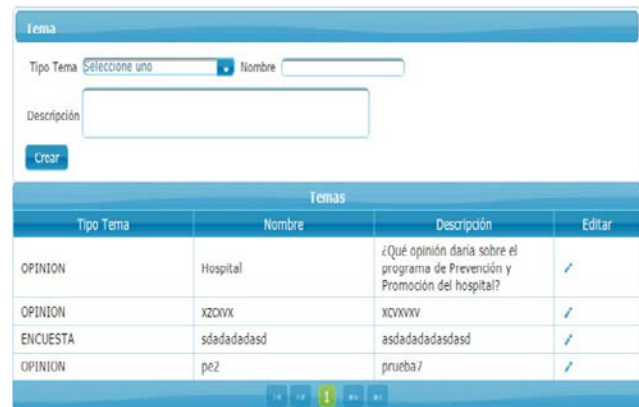 Tema
Tipo Tema Seleccione uno Nombre
Descripción
Crear
Temas
Tipo Tema Nombre Descripción Editar
OPINION Hospital ¿Qué opinión daría sobre el
programa de Prevención y
Promoción del hospital?
OPINION xzcxvx xcvxvxv
ENCUESTA sdadadadasd asdadadadasdasd
OPINION pe2 prueba7
1